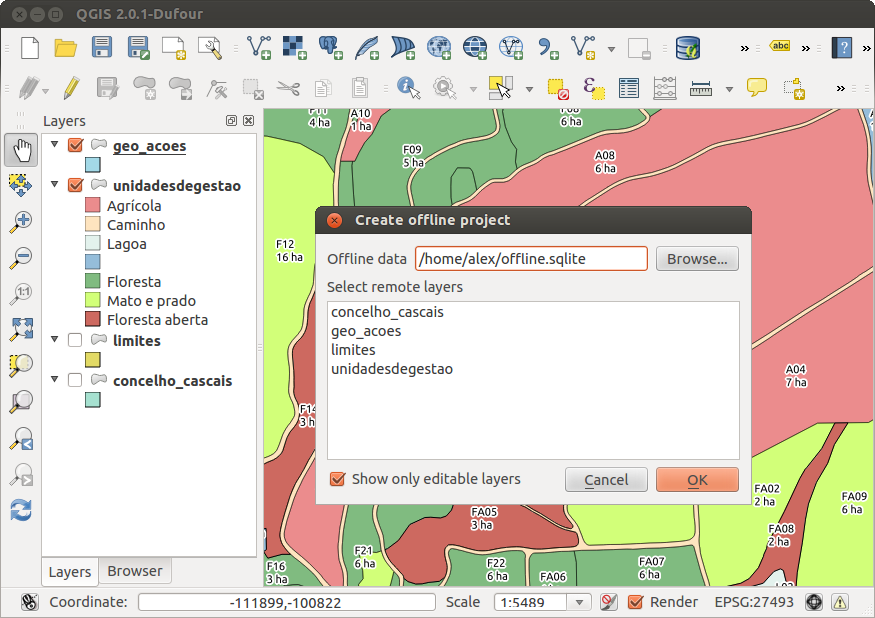 QGIS 2.0.1-Dufour
abc
?
Layers
geo_acoes
unidadesdegestao
Agrícola
Caminho
Lagoa
Floresta
Mato e prado
Floresta aberta
limites
concelho_cascais
1:1
4 ha
A10
1 ha
F09
5 ha
6 ha
A08
6 ha
F12
16 ha
A04
7 ha
Create offline project
Offline data
/home/alex/offline.sqlite
Browse...
Select remote layers
concelho_cascais
geo_acoes
limites
unidadesdegestao
Show only editable layers
Cancel
OK
FA05
3 ha
FA02
2 ha
FA09
6 ha
FA08
2 ha
F21
6 ha
F16
3 ha
F22
6 ha
FA06
FA07
6 ha
Layers
Browser
Coordinate:
-111899,-100822
Scale
1:5489
Render
EPSG:27493